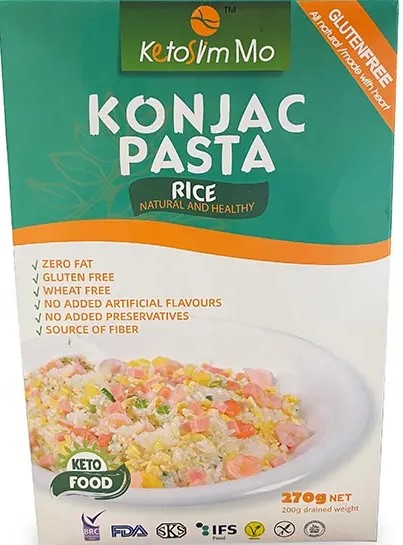 KetoSlim Mo
TM
GLUTENFREE
All natural /made with heart
KONJAC
PASTA
RICE
NATURAL AND HEALTHY
✓ ZERO FAT
✓ GLUTEN FREE
✓ WHEAT FREE
✓ NO ADDED ARTIFICIAL FLAVOURS
✓ NO ADDED PRESERVATIVES
✓ SOURCE OF FIBER
KETO
FOOD
270g NET
200g drained weight
BRC FDA SKS IFS Food V